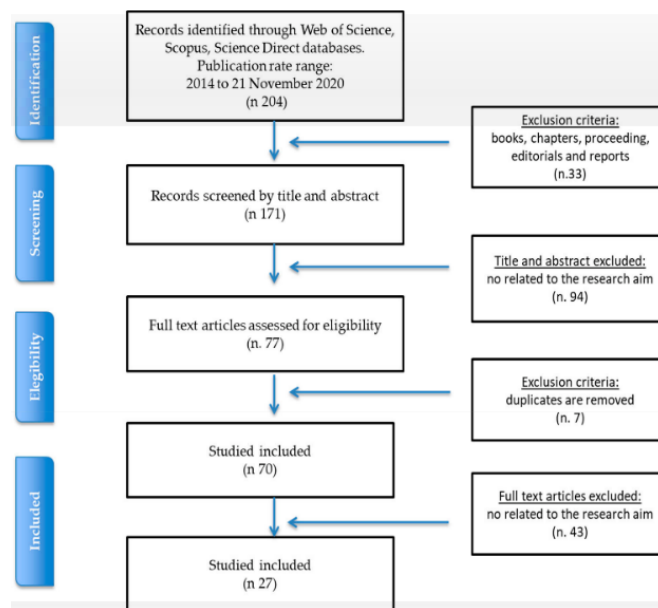 Identification
Records identified through Web of Science,
Scopus, Science Direct databases.
Publication rate range:
2014 to 21 November 2020
(n 204)
Exclusion criteria:
books, chapters, proceeding,
editorials and reports
(n.33)
Screening
Records screened by title and abstract
(n 171)
Title and abstract excluded:
no related to the research aim
(n. 94)
Elegibility
Full text articles assessed for eligibility
(n. 77)
Exclusion criteria:
duplicates are removed
(n. 7)
Studied included
(n 70)
Included
Full text articles excluded:
no related to the research aim
(n. 43)
Studied included
(n 27)